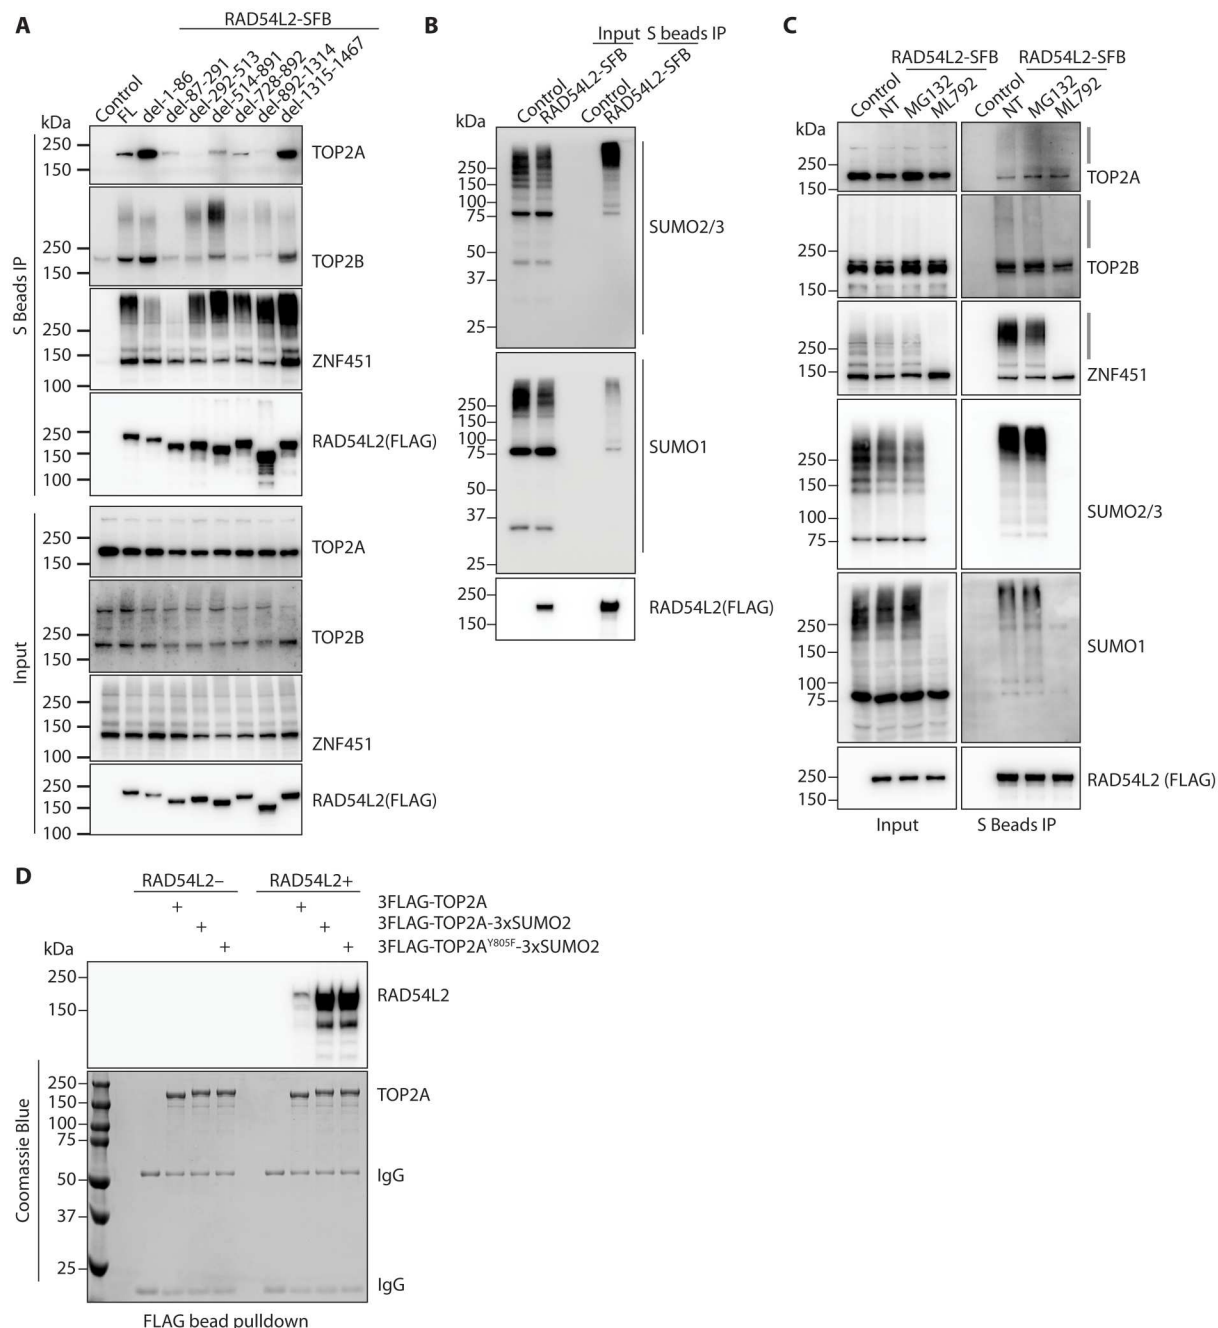 A
RAD54L2-SFB
Control
FL
del-1-86
del-87-291
del-292-513
del-514-891
del-728-892
del-892-1314
del-1315-1467
kDa
S Beads IP
250
150
TOP2A
250
150
TOP2B
250
150
100
ZNF451
250
150
100
RAD54L2(FLAG)
Input
250
150
TOP2A
250
150
TOP2B
250
150
100
ZNF451
250
150
100
RAD54L2(FLAG)
B
Input S beads IP
Control
RAD54L2-SFB
Control
RAD54L2-SFB
kDa
250
150
100
75
50
37
25
SUMO2/3
250
150
100
75
50
37
25
SUMO1
250
150
RAD54L2(FLAG)
C
RAD54L2-SFB RAD54L2-SFB
Control
NT
MG132
ML792
Control
NT
MG132
ML792
kDa
250
150
TOP2A
250
150
TOP2B
250
150
ZNF451
250
150
100
75
SUMO2/3
250
150
100
75
SUMO1
250
150
RAD54L2 (FLAG)
Input S Beads IP
D
RAD54L2– RAD54L2+
+ + 3FLAG-TOP2A
+ + 3FLAG-TOP2A-3xSUMO2
+ + 3FLAG-TOP2A^Y805F-3xSUMO2
kDa
250
150
RAD54L2
Coomassie Blue
250
150
100
75
50
37
25
TOP2A
IgG
IgG
FLAG bead pulldown